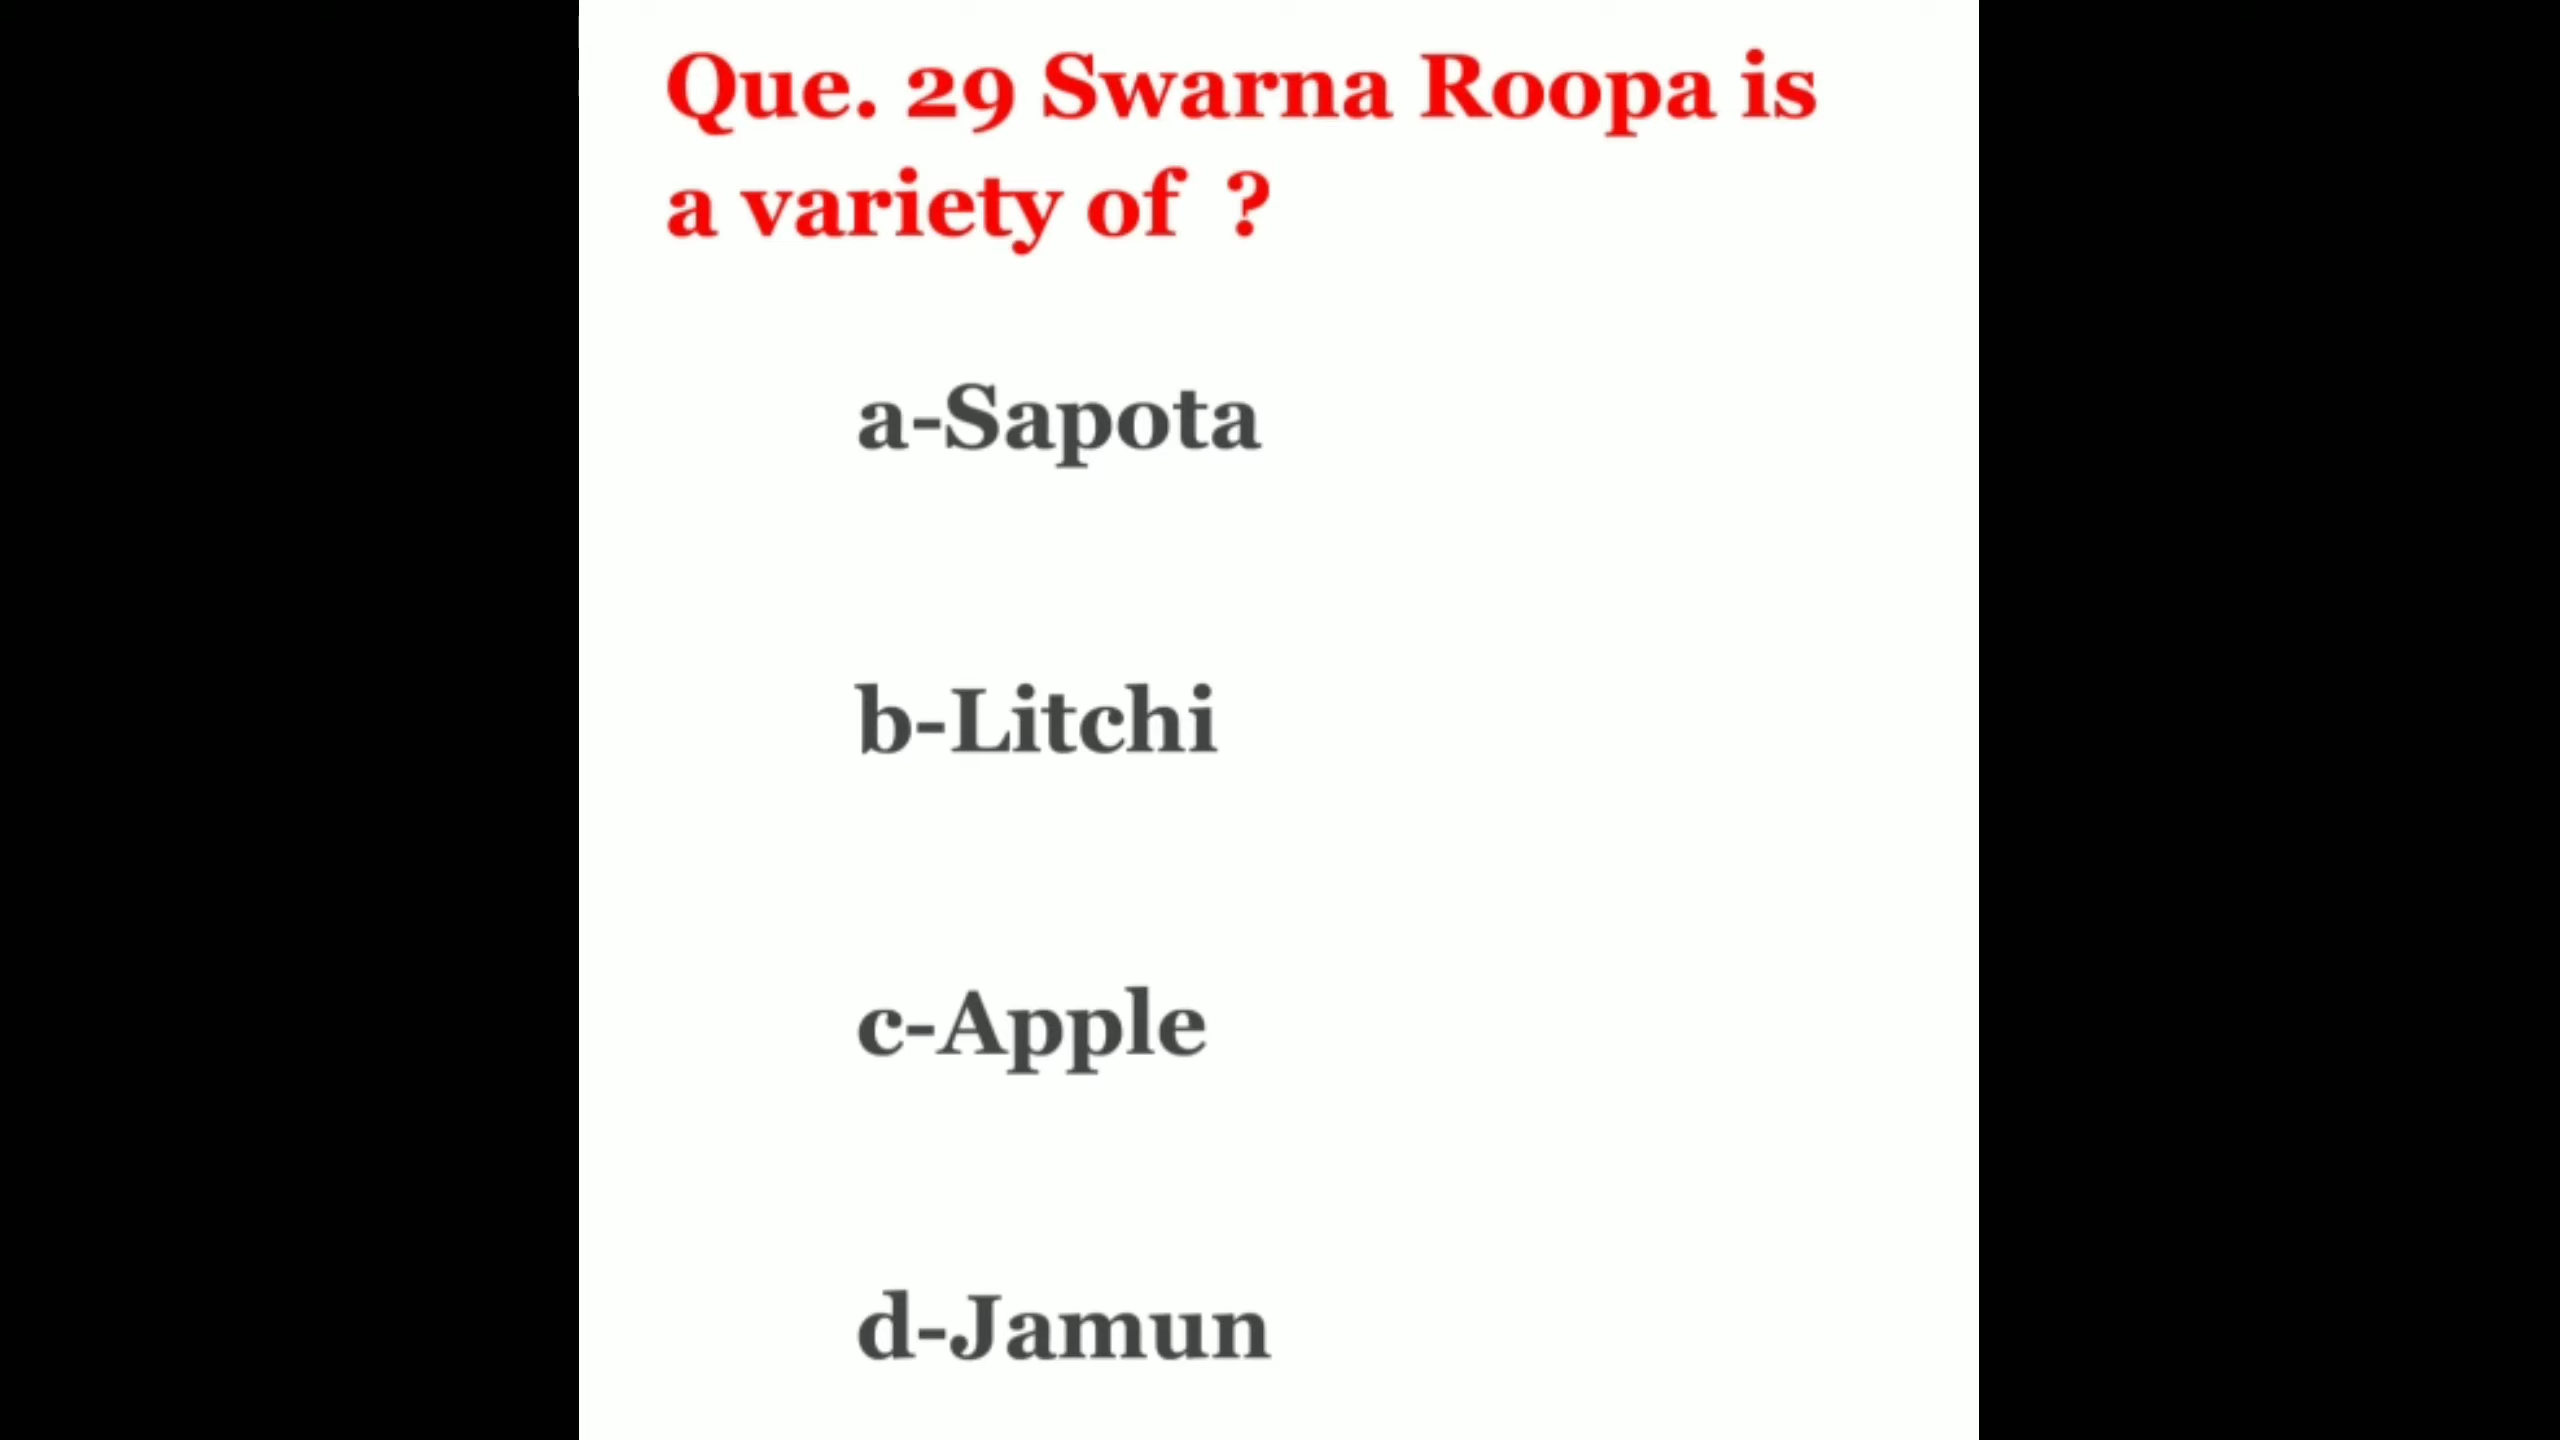 Que. 29 Swarna Roopa is
a variety of ?
a-Sapota
b-Litchi
c-Apple
d-Jamun